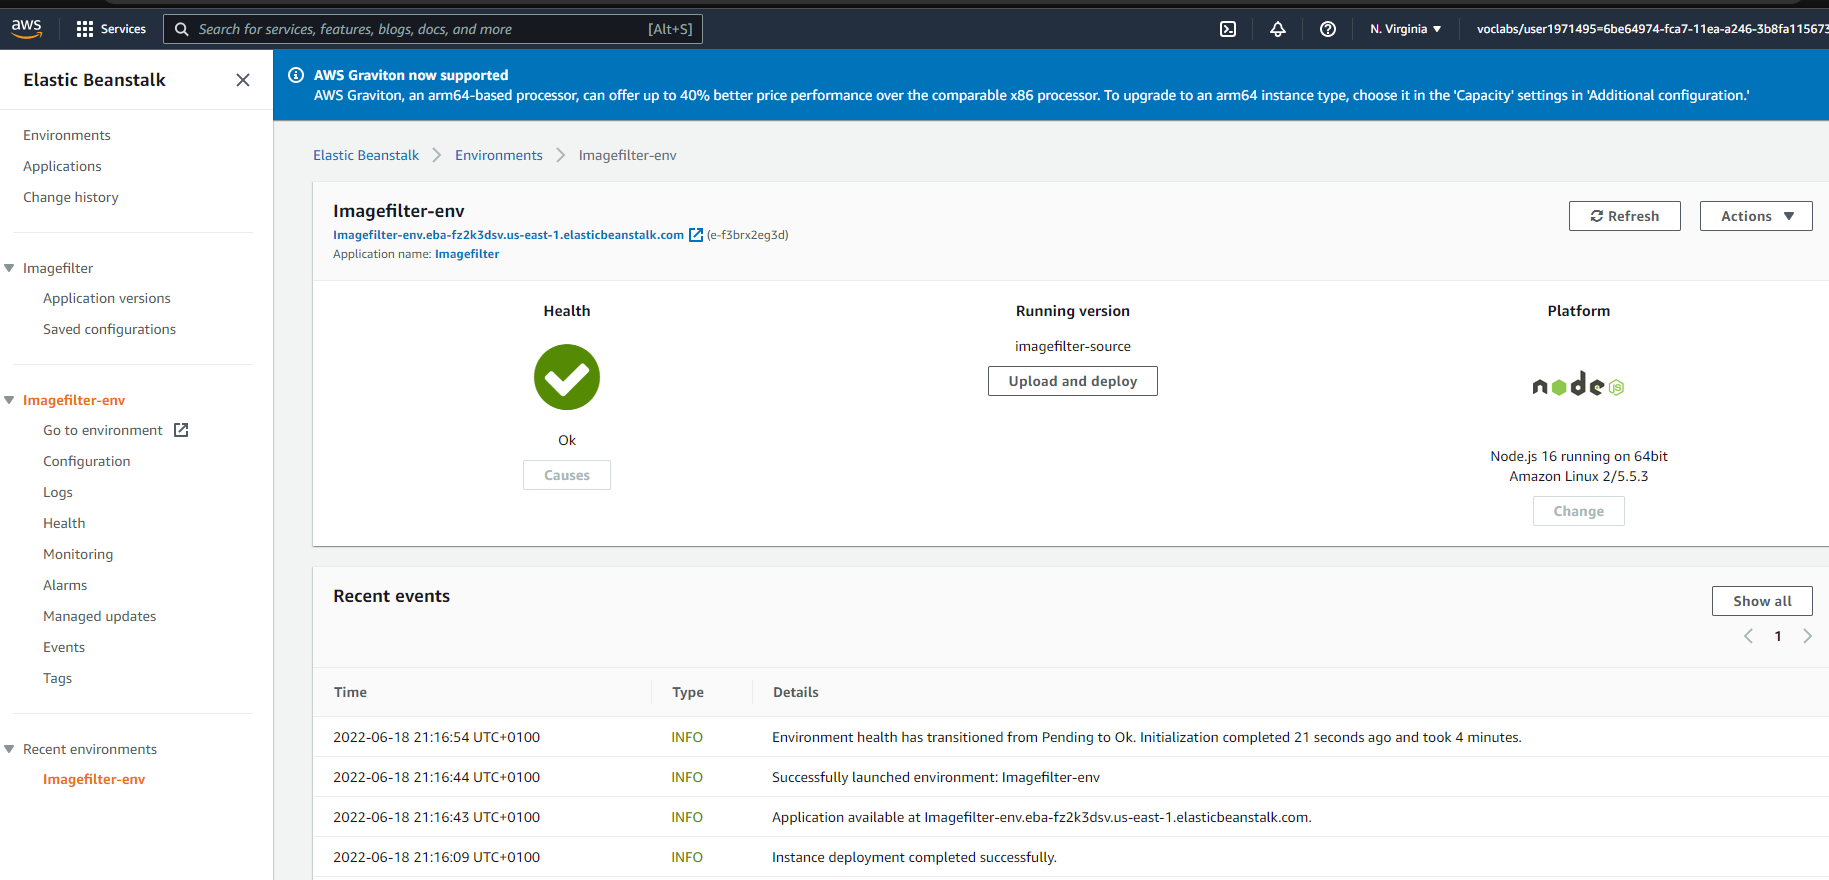 aws
Services
Search for services, features, blogs, docs, and more
[Alt+S]
N. Virginia
voclabs/user1971495=6be64974-fca7-11ea-a246-3b8fa115673
Elastic Beanstalk
AWS Graviton now supported
AWS Graviton, an arm64-based processor, can offer up to 40% better price performance over the comparable x86 processor. To upgrade to an arm64 instance type, choose it in the 'Capacity' settings in 'Additional configuration.'
Environments
Applications
Change history
Imagefilter
Application versions
Saved configurations
Imagefilter-env
Go to environment
Configuration
Logs
Health
Monitoring
Alarms
Managed updates
Events
Tags
Recent environments
Imagefilter-env
Elastic Beanstalk > Environments > Imagefilter-env
Imagefilter-env
Imagefilter-env.eba-fz2k3dsv.us-east-1.elasticbeanstalk.com (e-f3brx2eg3d)
Application name: Imagefilter
Refresh
Actions
Health
Ok
Causes
Running version
imagefilter-source
Upload and deploy
Platform
node JS
Node.js 16 running on 64bit
Amazon Linux 2/5.5.3
Change
Recent events
Show all
1
Time Type Details
2022-06-18 21:16:54 UTC+0100 INFO Environment health has transitioned from Pending to Ok. Initialization completed 21 seconds ago and took 4 minutes.
2022-06-18 21:16:44 UTC+0100 INFO Successfully launched environment: Imagefilter-env
2022-06-18 21:16:43 UTC+0100 INFO Application available at Imagefilter-env.eba-fz2k3dsv.us-east-1.elasticbeanstalk.com.
2022-06-18 21:16:09 UTC+0100 INFO Instance deployment completed successfully.